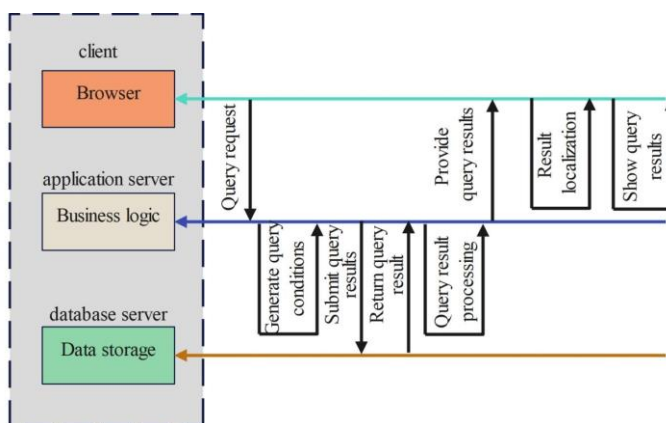 client
Browser
application server
Business logic
database server
Data storage
Query request
Generate query
conditions
Submit query
results
Return query
result
Query result
processing
Provide
query results
Result
localization
Show query
results